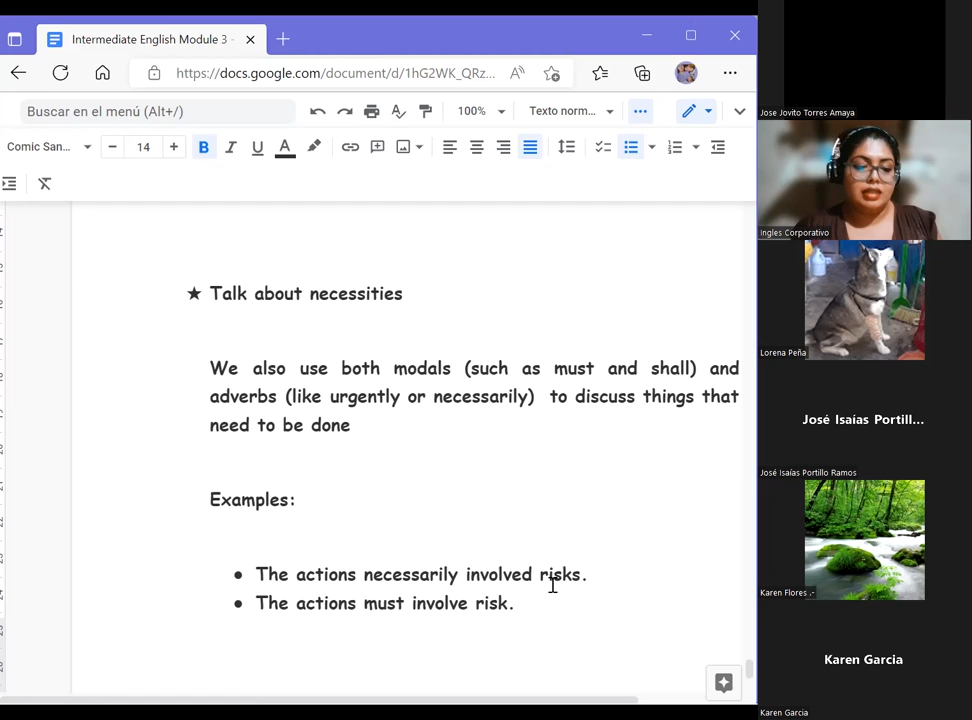 Intermediate English Module 3 -
https://docs.google.com/document/d/1hG2WK_QRz...
Buscar en el menú (Alt+/)
100%
Texto norm...
Comic San...
14
★ Talk about necessities
We also use both modals (such as must and shall) and
adverbs (like urgently or necessarily) to discuss things that
need to be done
Examples:
● The actions necessarily involved risks.
● The actions must involve risk.
Jose Jovito Torres Amaya
Ingles Corporativo
Lorena Peña
José Isaías Portill...
José Isaías Portillo Ramos
Karen Flores .-
Karen Garcia
Karen Garcia